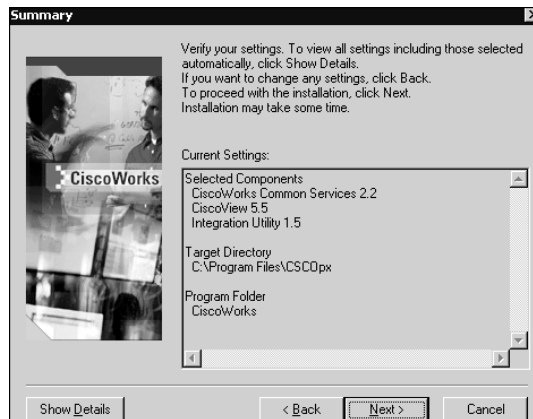 Summary
Verify your settings. To view all settings including those selected
automatically, click Show Details.
If you want to change any settings, click Back.
To proceed with the installation, click Next.
Installation may take some time.
CiscoWorks
Current Settings:
Selected Components
CiscoWorks Common Services 2.2
CiscoView 5.5
Integration Utility 1.5
Target Directory
C:\Program Files\CSCOpx
Program Folder
CiscoWorks
Show Details
< Back
Next >
Cancel